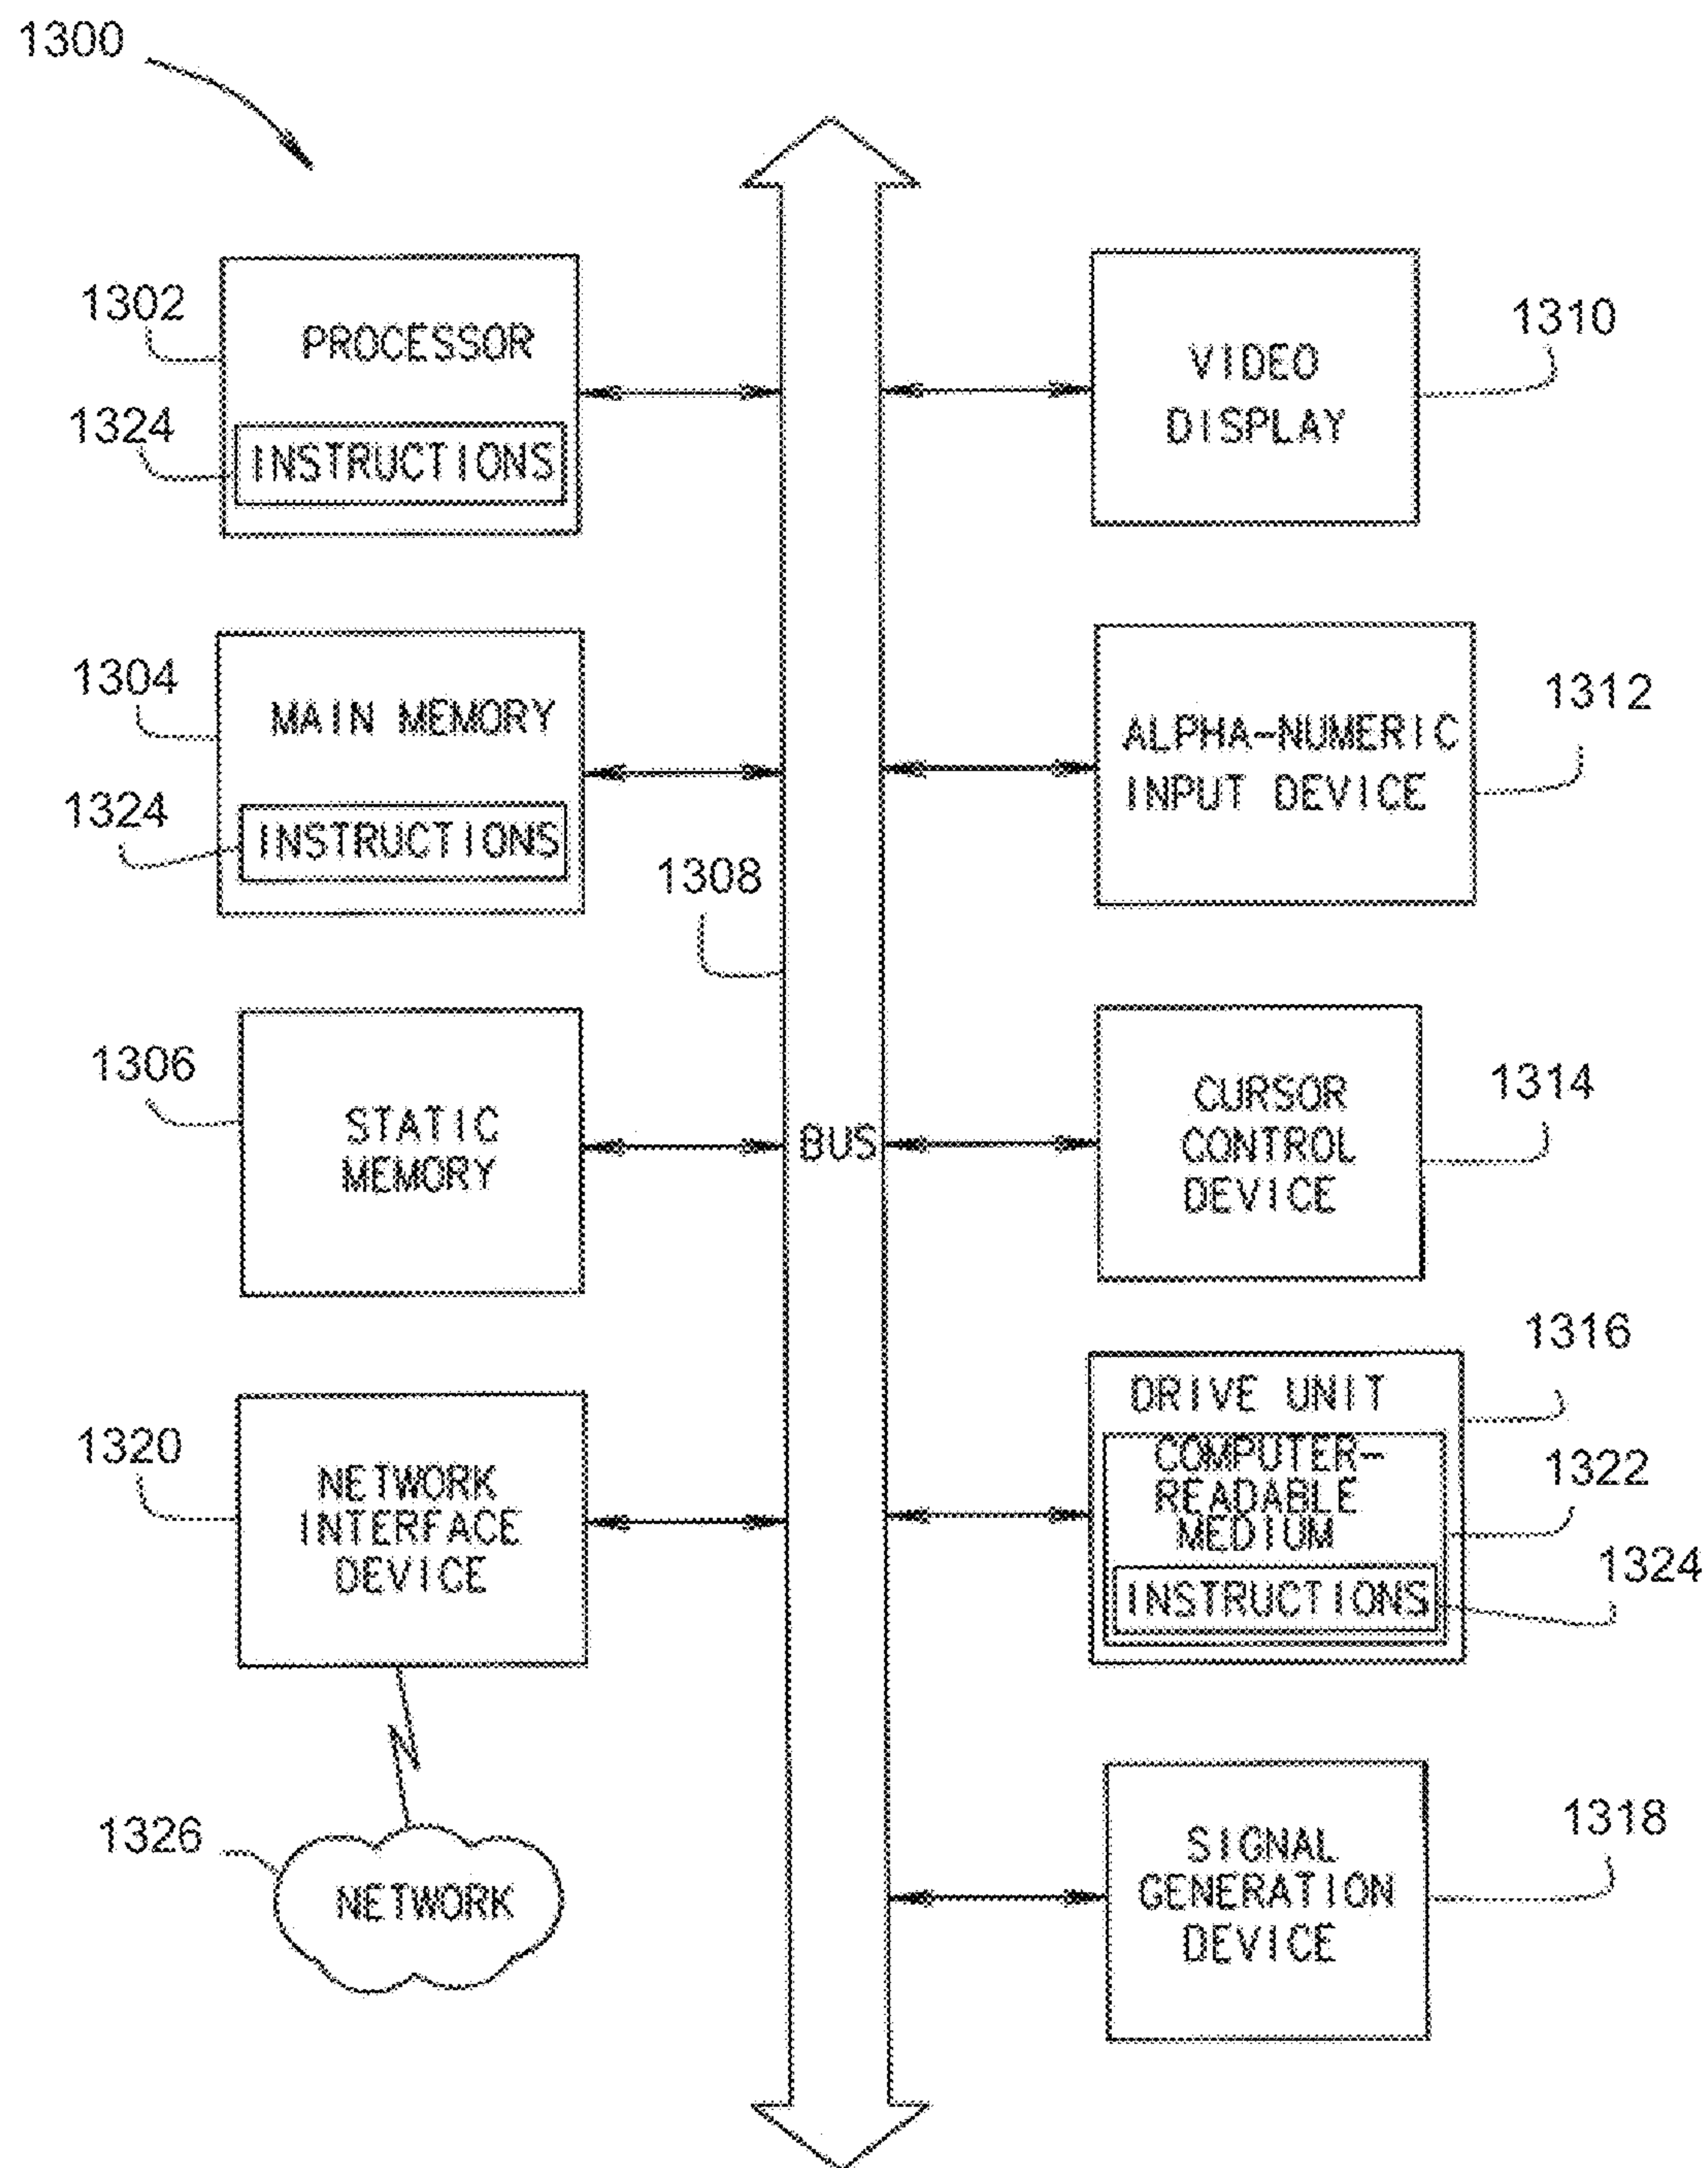 1300
1302
PROCESSOR
1324
INSTRUCTIONS
1304
MAIN MEMORY
1324
INSTRUCTIONS
1306
STATIC
MEMORY
1320
NETWORK
INTERFACE
DEVICE
1326
NETWORK
1308
BUS
1310
VIDEO
DISPLAY
1312
ALPHA-NUMERIC
INPUT DEVICE
1314
CURSOR
CONTROL
DEVICE
1316
DRIVE UNIT
1322
COMPUTER-
READABLE
MEDIUM
1324
INSTRUCTIONS
1318
SIGNAL
GENERATION
DEVICE